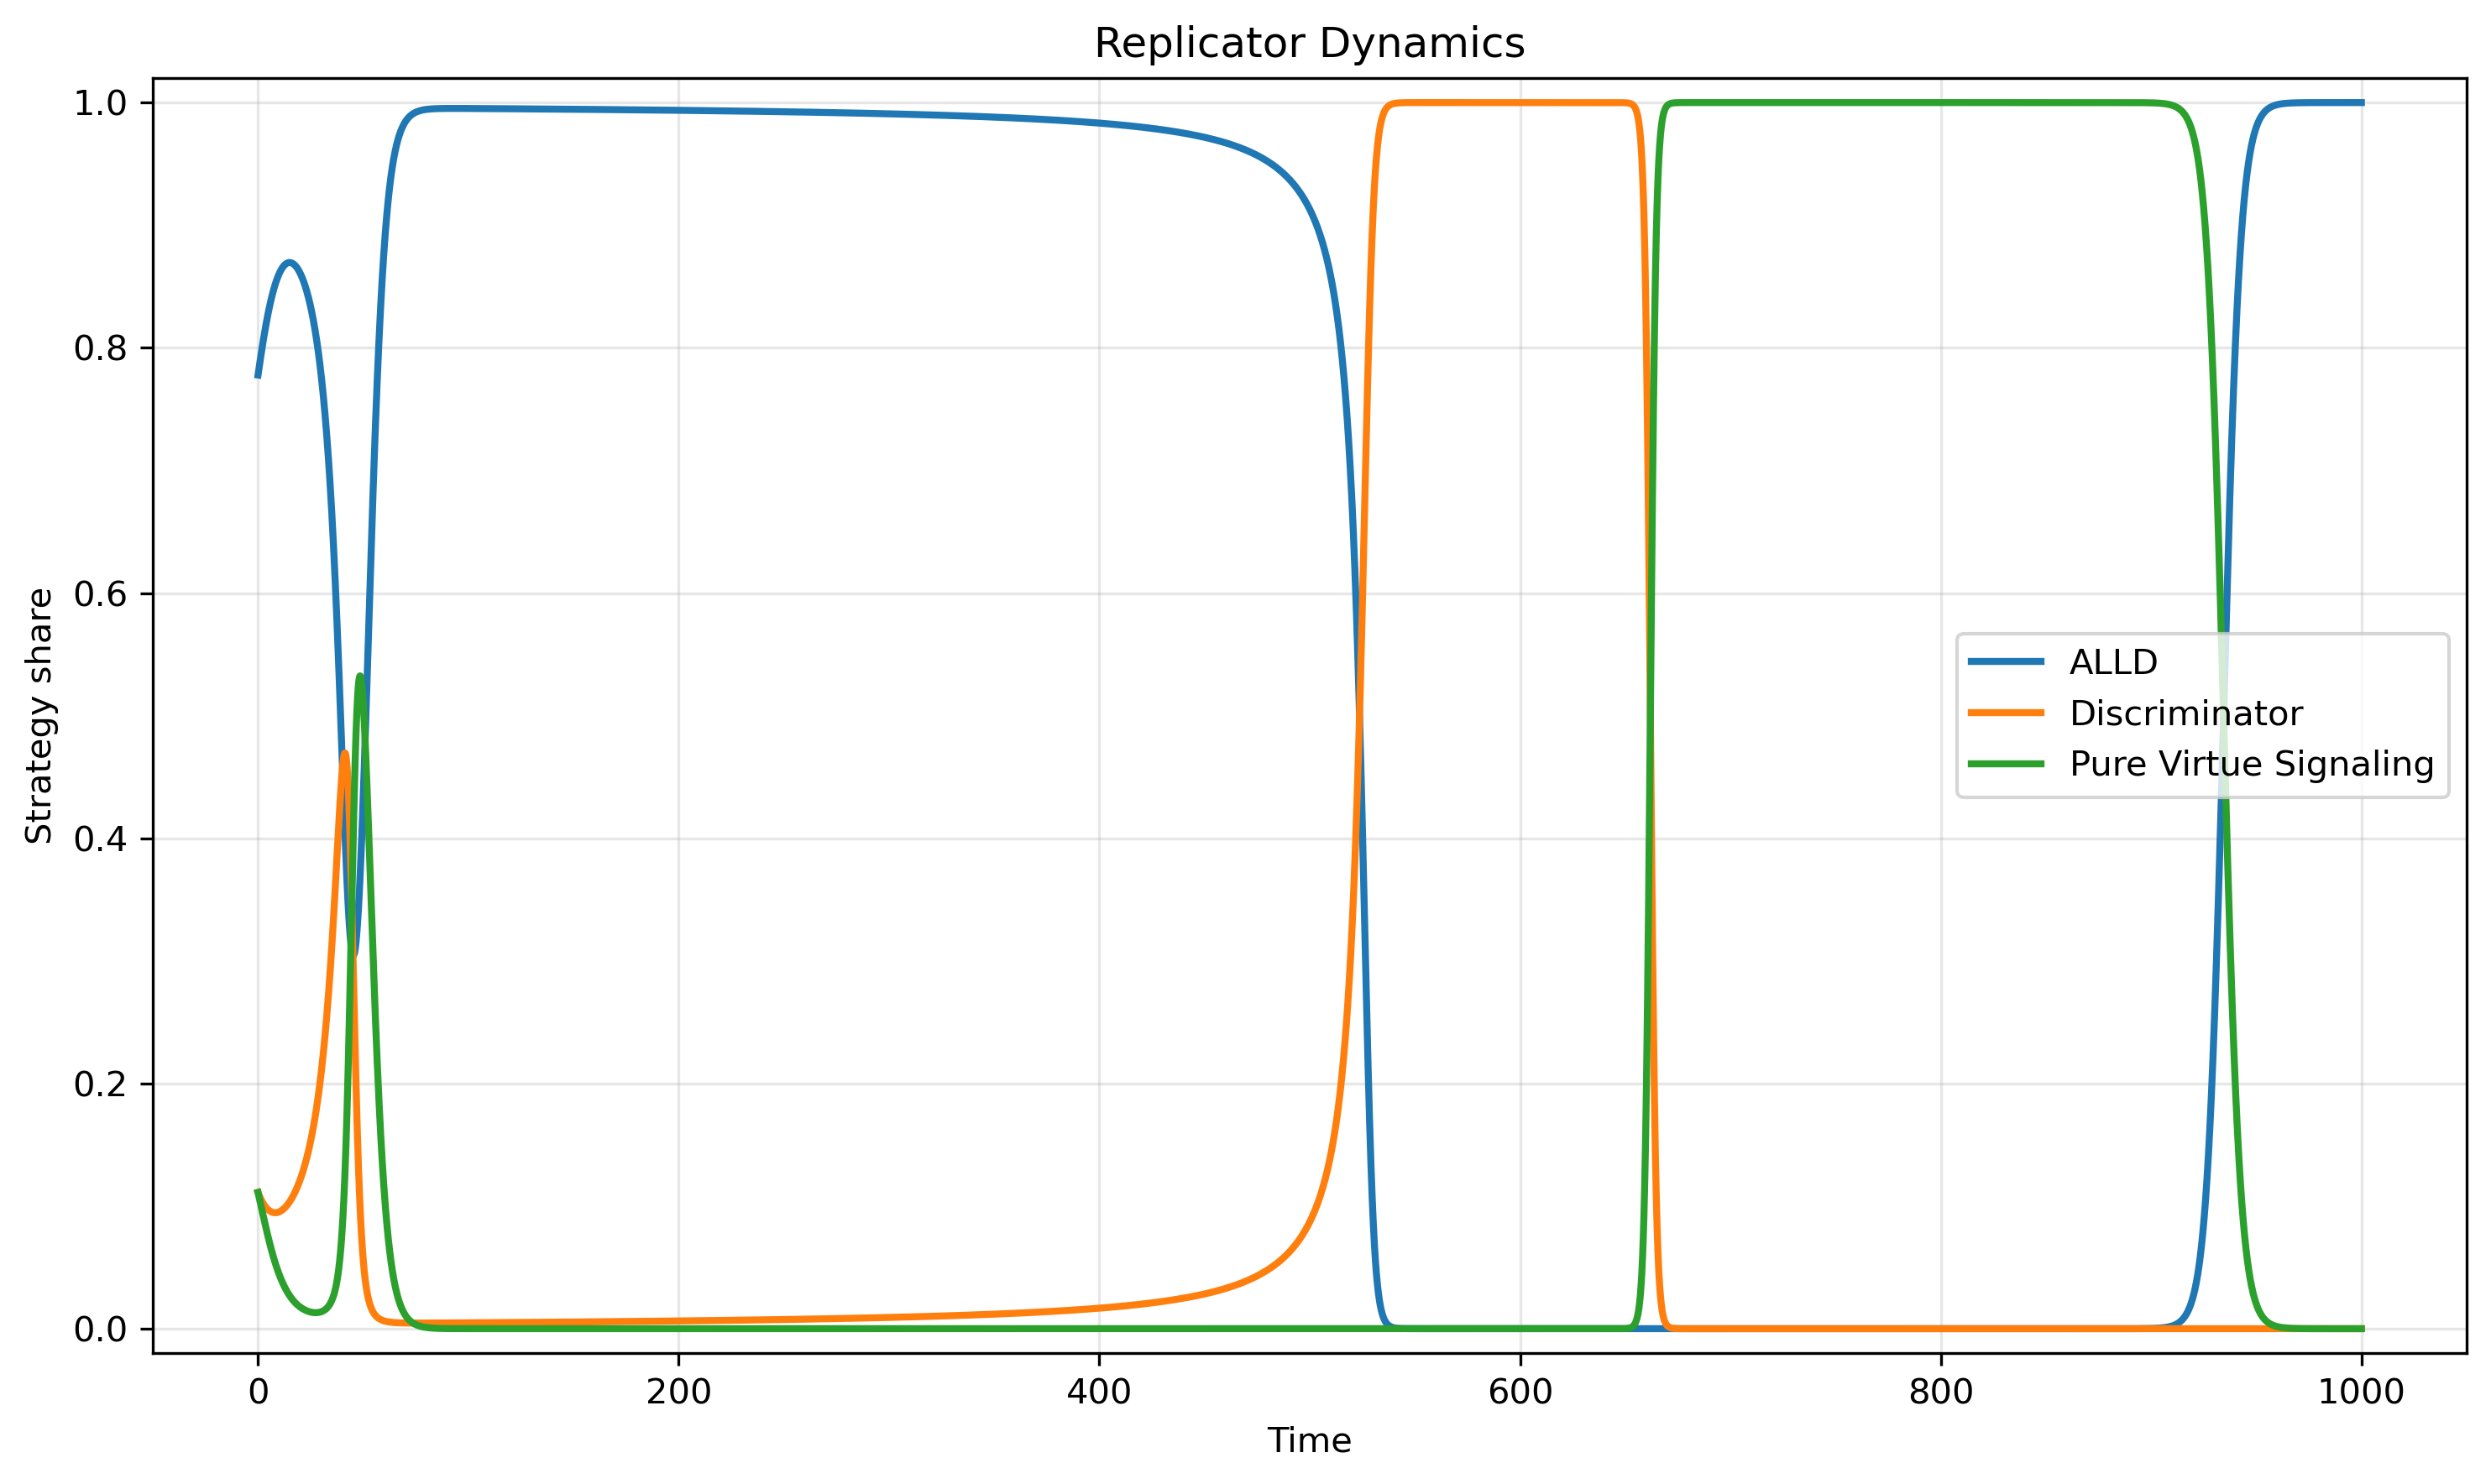 Replicator Dynamics
1.0
0.8
0.6
0.4
0.2
0.0
Strategy share
ALLD
Discriminator
Pure Virtue Signaling
0 200 400 600 800 1000
Time